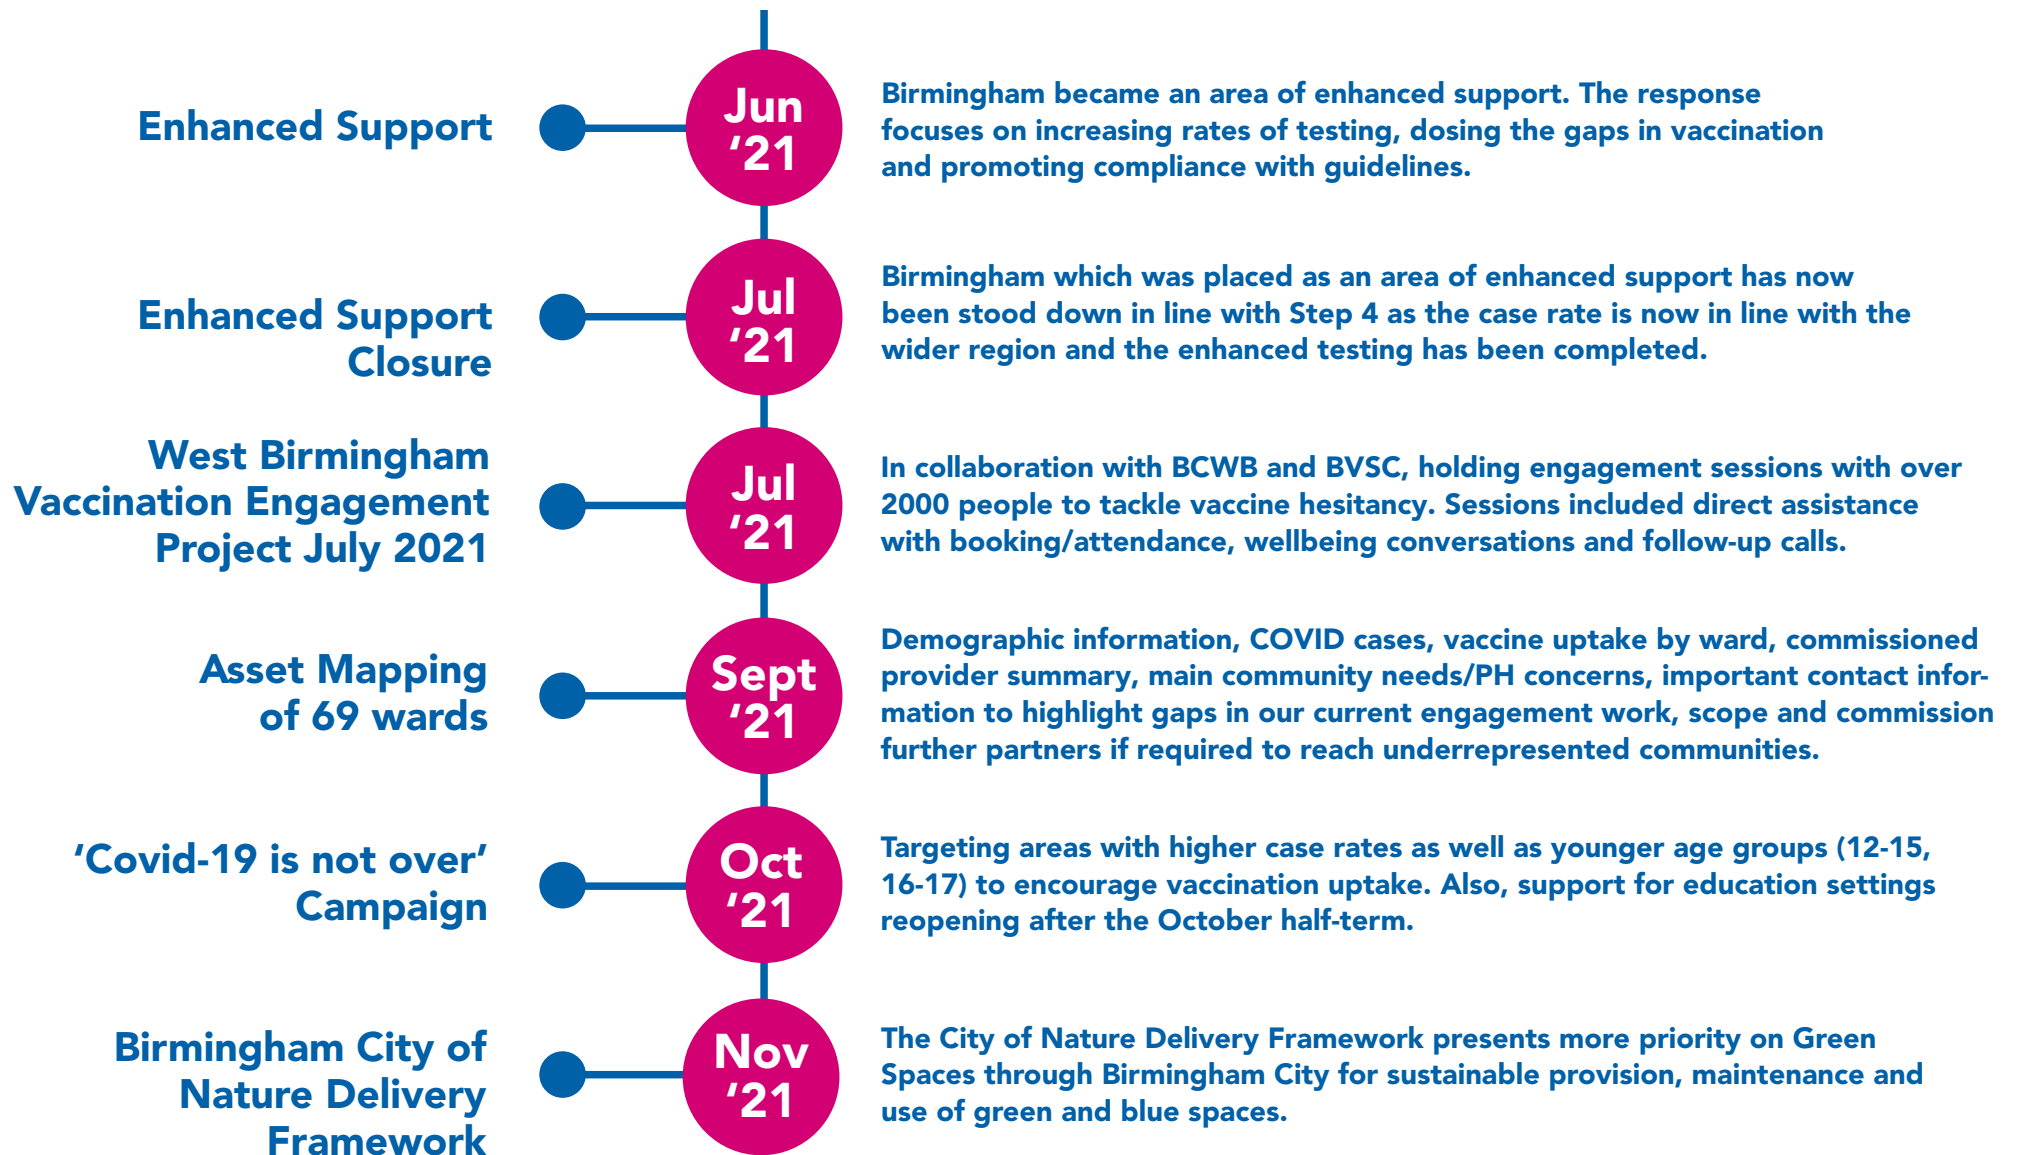 Enhanced Support
Jun
'21
Birmingham became an area of enhanced support. The response
focuses on increasing rates of testing, dosing the gaps in vaccination
and promoting compliance with guidelines.
Enhanced Support
Closure
Jul
'21
Birmingham which was placed as an area of enhanced support has now
been stood down in line with Step 4 as the case rate is now in line with the
wider region and the enhanced testing has been completed.
West Birmingham
Vaccination Engagement
Project July 2021
Jul
'21
In collaboration with BCWB and BVSC, holding engagement sessions with over
2000 people to tackle vaccine hesitancy. Sessions included direct assistance
with booking/attendance, wellbeing conversations and follow-up calls.
Asset Mapping
of 69 wards
Sept
'21
Demographic information, COVID cases, vaccine uptake by ward, commissioned
provider summary, main community needs/PH concerns, important contact infor-
mation to highlight gaps in our current engagement work, scope and commission
further partners if required to reach underrepresented communities.
'Covid-19 is not over'
Campaign
Oct
'21
Targeting areas with higher case rates as well as younger age groups (12-15,
16-17) to encourage vaccination uptake. Also, support for education settings
reopening after the October half-term.
Birmingham City of
Nature Delivery
Framework
Nov
'21
The City of Nature Delivery Framework presents more priority on Green
Spaces through Birmingham City for sustainable provision, maintenance and
use of green and blue spaces.